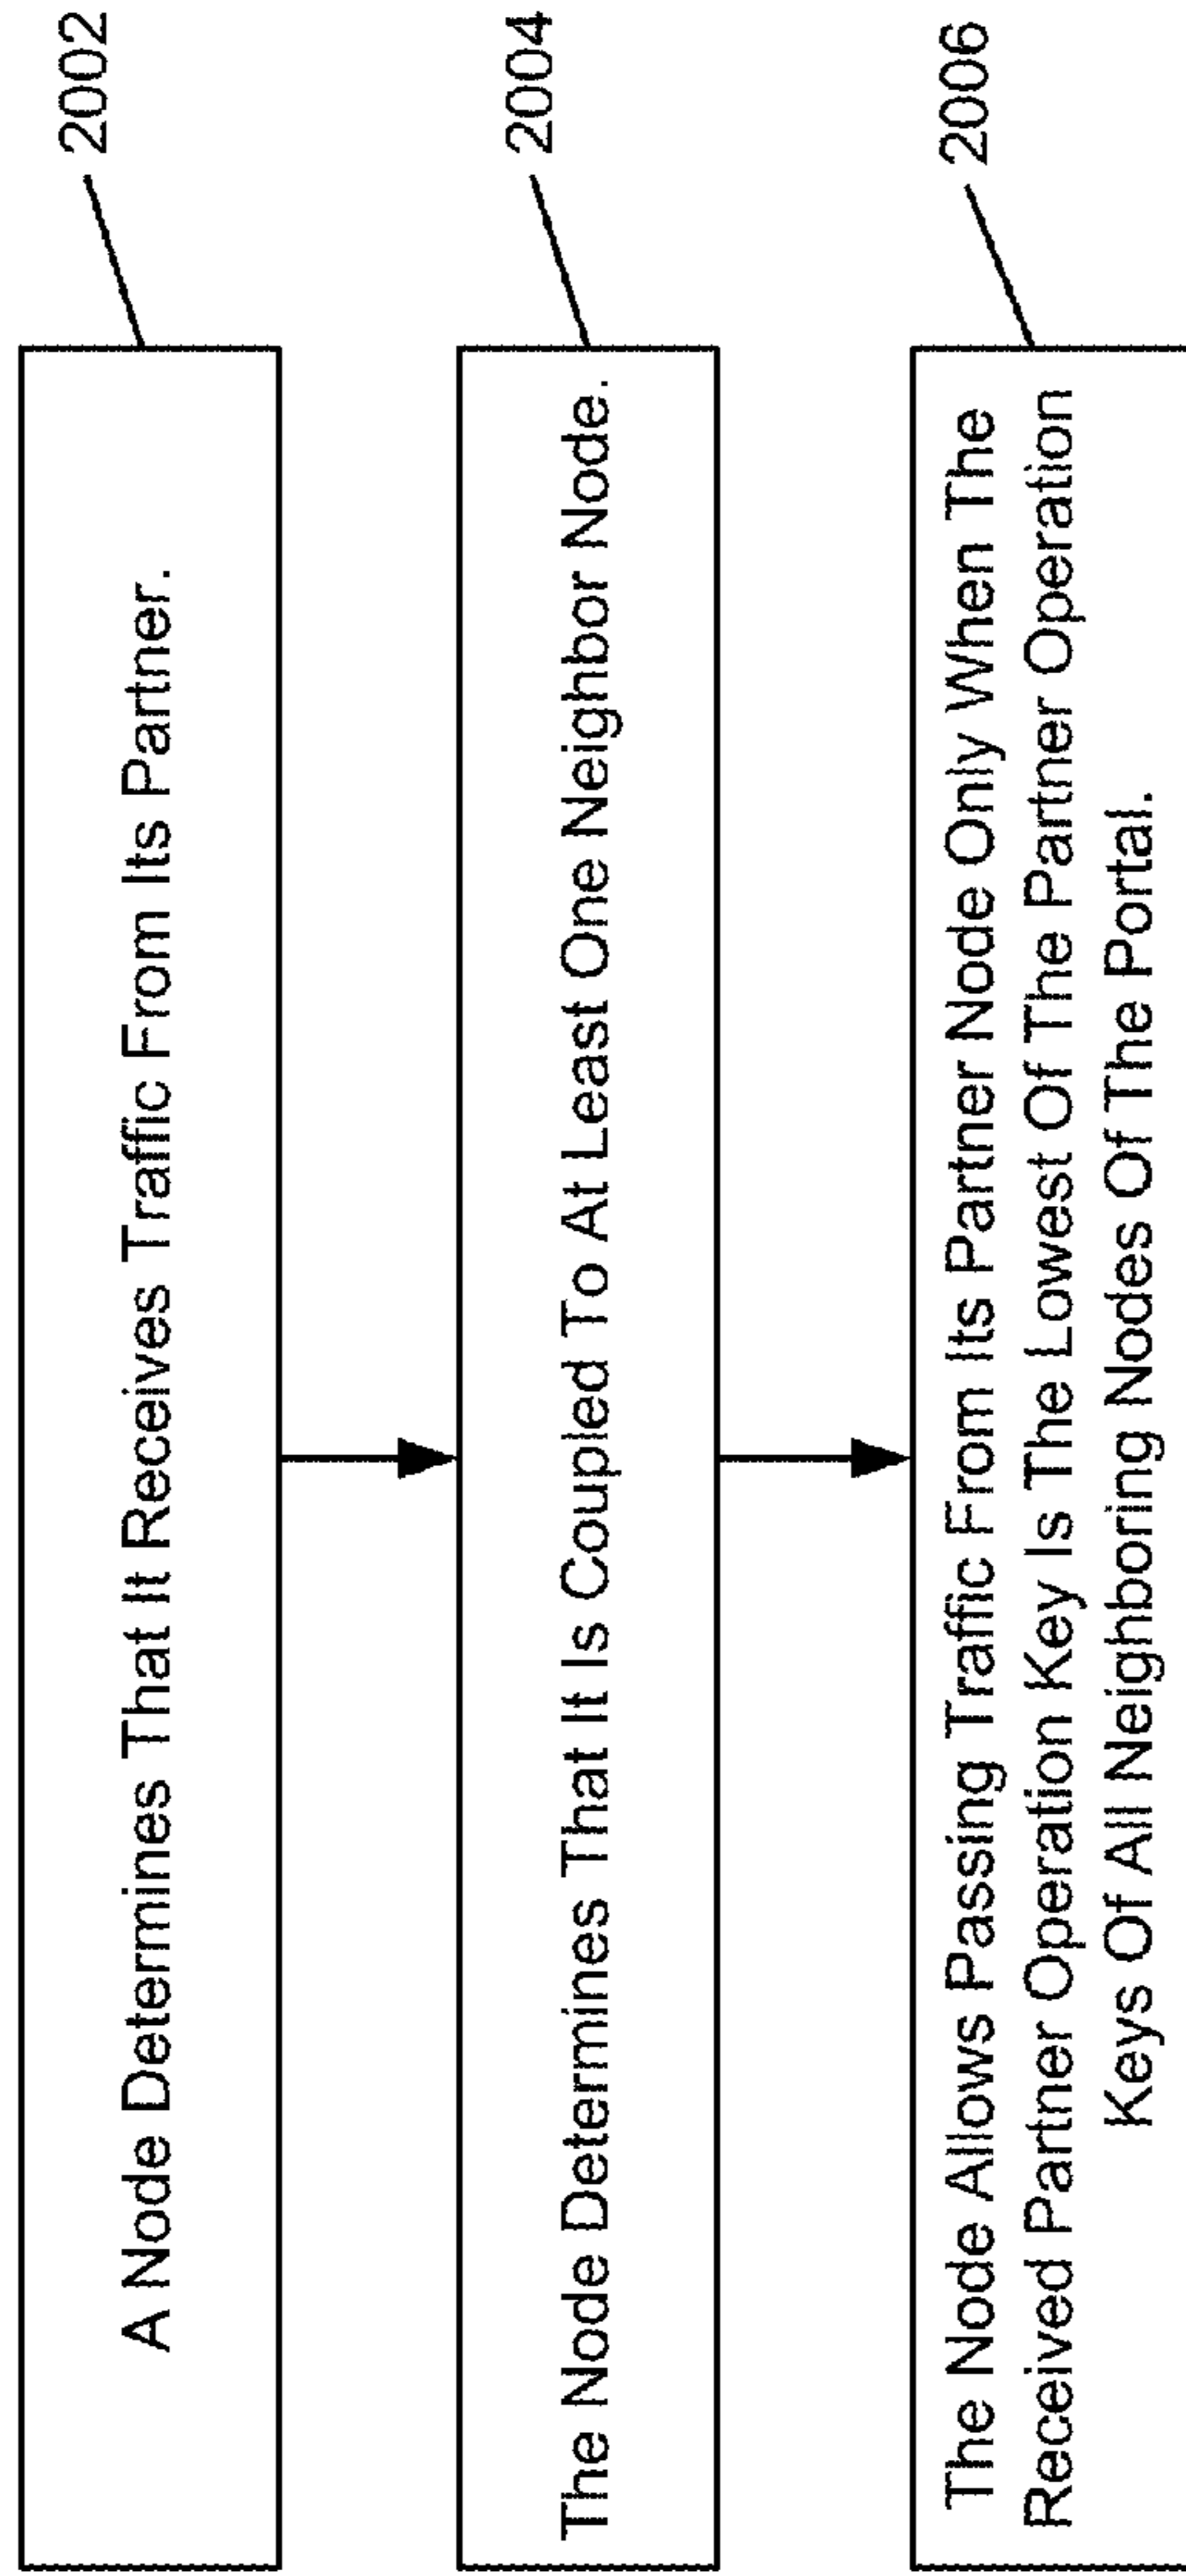 A Node Determines That It Receives Traffic From Its Partner.
2002
The Node Determines That It Is Coupled To At Least One Neighbor Node.
2004
The Node Allows Passing Traffic From Its Partner Node Only When The
Received Partner Operation Key Is The Lowest Of The Partner Operation
Keys Of All Neighboring Nodes Of The Portal.
2006